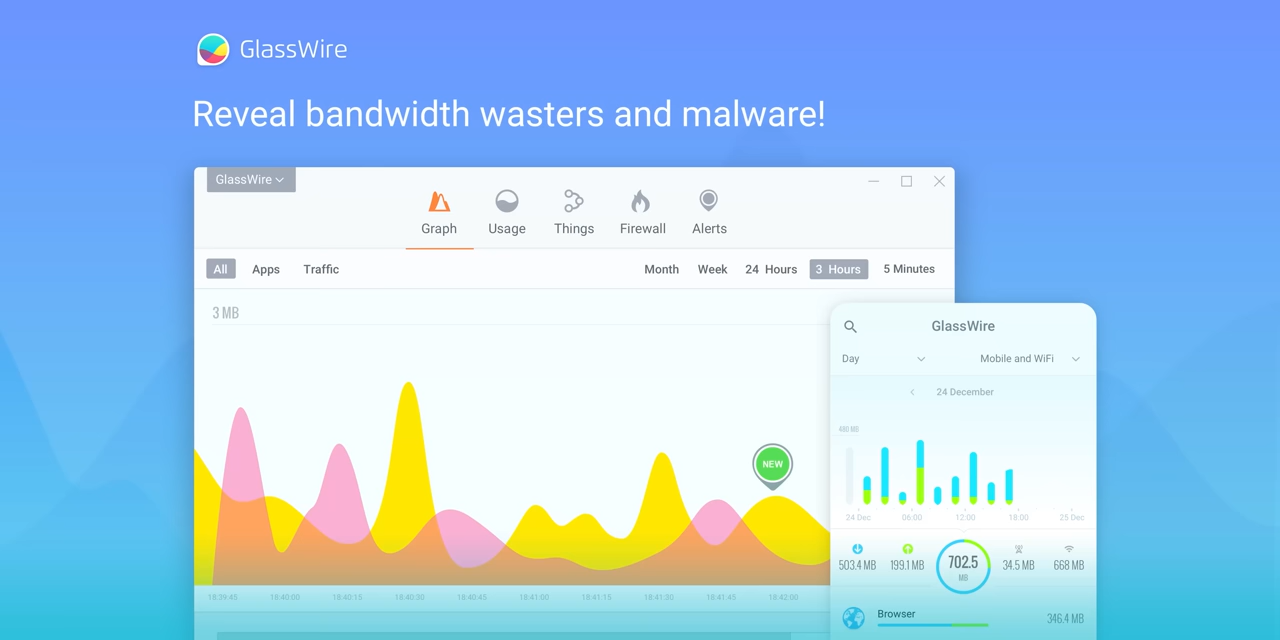 GlassWire
Reveal bandwidth wasters and malware!
GlassWire
Graph Usage Things Firewall Alerts
All Apps Traffic Month Week 24 Hours 3 Hours 5 Minutes
3 MB
NEW
18:39:45 18:40:00 18:40:15 18:40:30 18:40:45 18:41:00 18:41:15 18:41:30 18:41:45 18:42:00
GlassWire
Day Mobile and WiFi
24 December
480 MB
24 Dec 06:00 12:00 18:00 25 Dec
503.4 MB 199.1 MB 702.5 MB 34.5 MB 668 MB
Browser 346.4 MB